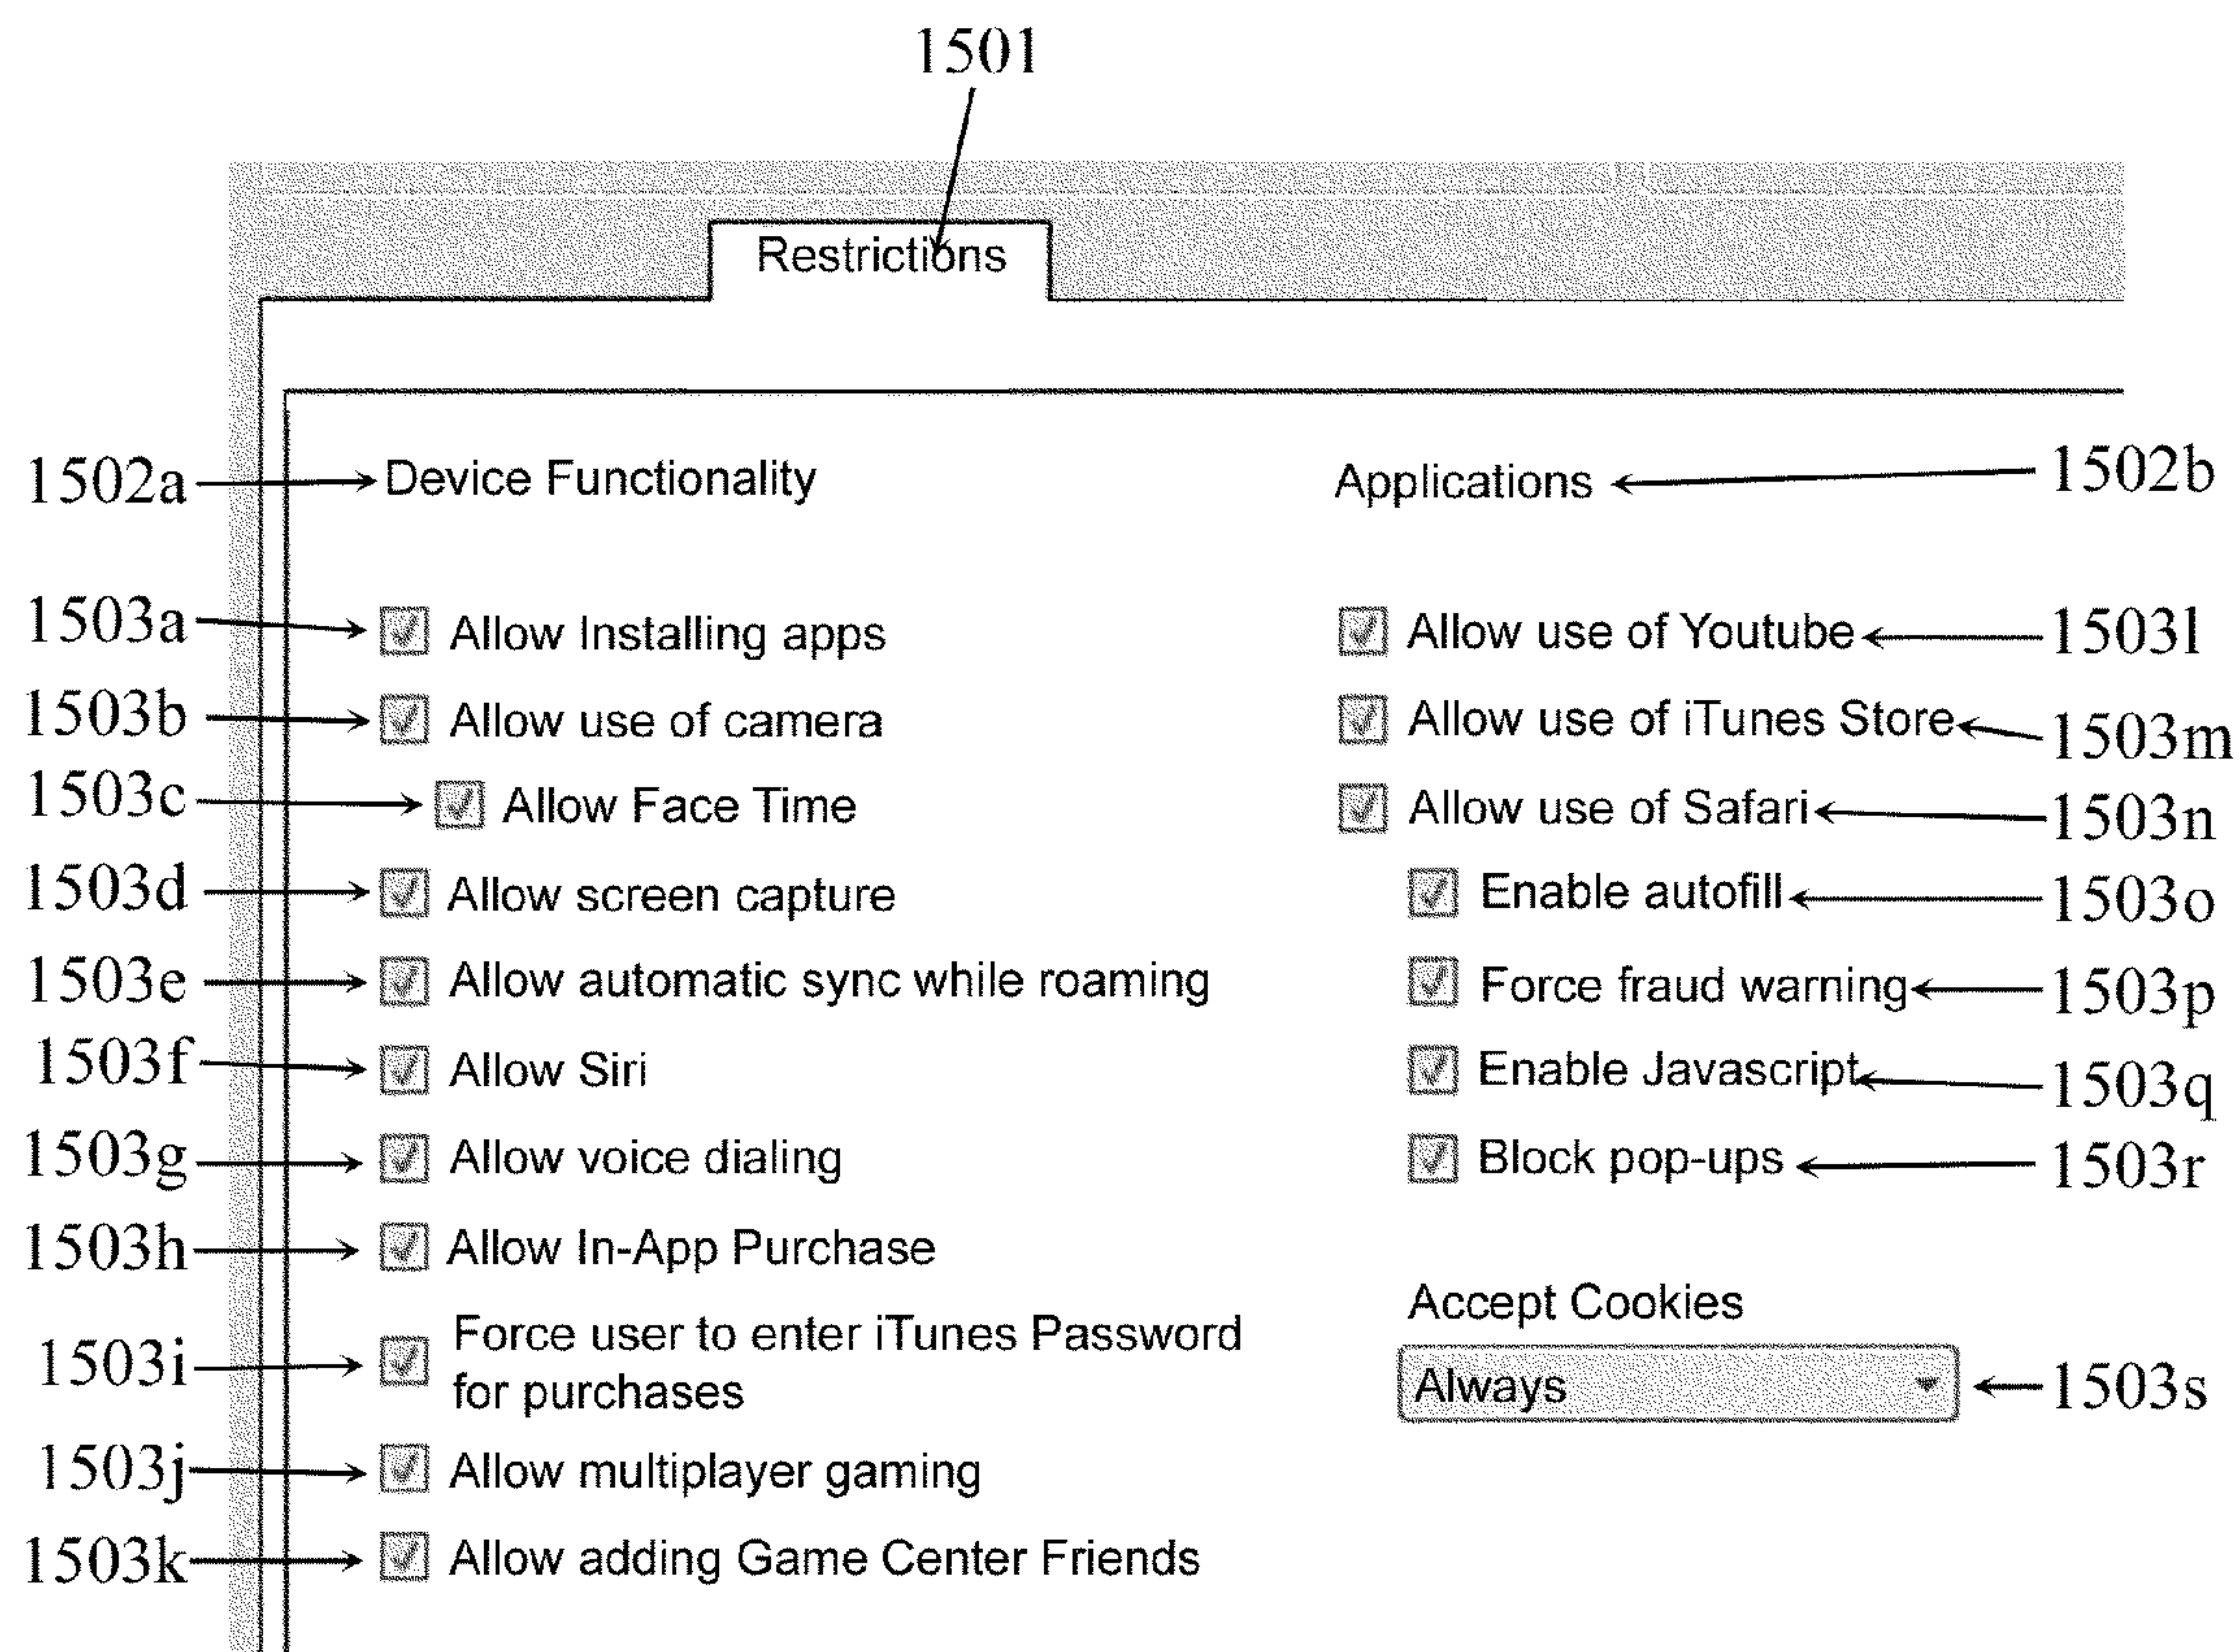 1501
Restrictions
1502a
Device Functionality
1503a
Allow Installing apps
1503b
Allow use of camera
1503c
Allow Face Time
1503d
Allow screen capture
1503e
Allow automatic sync while roaming
1503f
Allow Siri
1503g
Allow voice dialing
1503h
Allow In-App Purchase
1503i
Force user to enter iTunes Password
for purchases
1503j
Allow multiplayer gaming
1503k
Allow adding Game Center Friends
Applications
1502b
Allow use of Youtube
1503l
Allow use of iTunes Store
1503m
Allow use of Safari
1503n
Enable autofill
1503o
Force fraud warning
1503p
Enable Javascript
1503q
Block pop-ups
1503r
Accept Cookies
Always
1503s